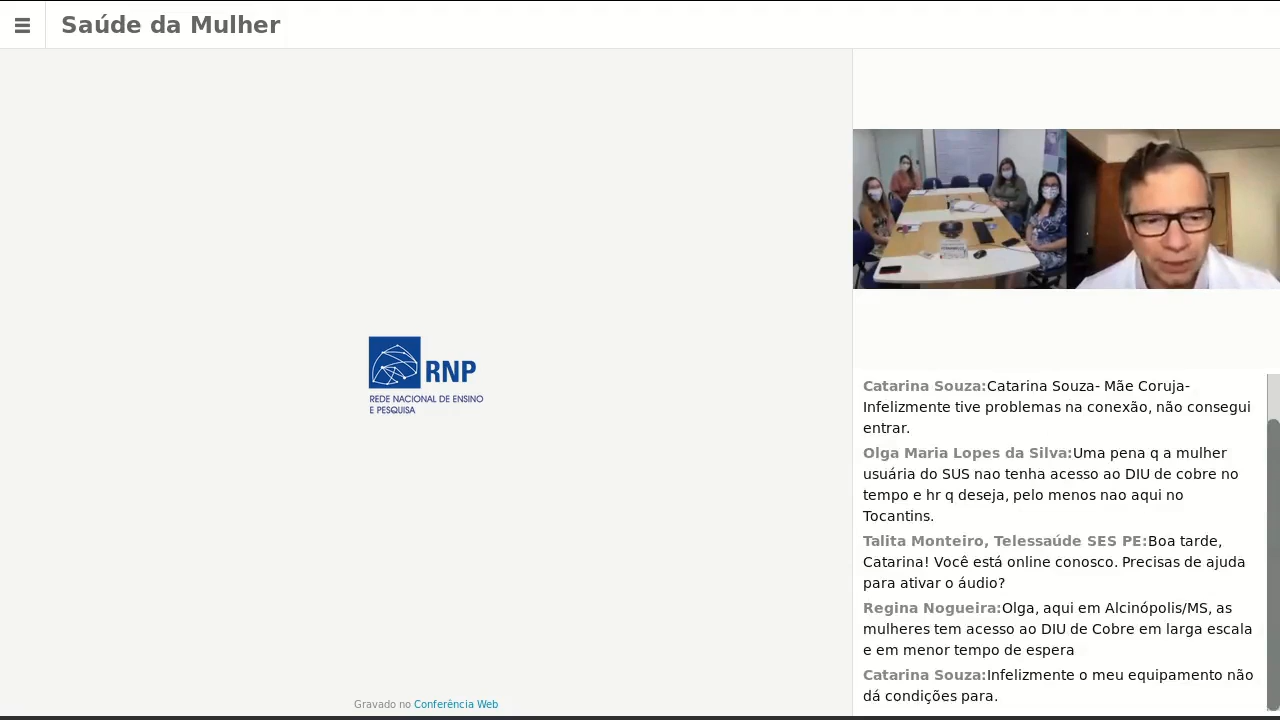 Saúde da Mulher
RNP
REDE NACIONAL DE ENSINO
E PESQUISA
Gravado no Conferência Web
Catarina Souza:Catarina Souza- Mãe Coruja-
Infelizmente tive problemas na conexão, não consegui
entrar.
Olga Maria Lopes da Silva:Uma pena q a mulher
usuária do SUS nao tenha acesso ao DIU de cobre no
tempo e hr q deseja, pelo menos nao aqui no
Tocantins.
Talita Monteiro, Telessaúde SES PE:Boa tarde,
Catarina! Você está online conosco. Precisas de ajuda
para ativar o áudio?
Regina Nogueira:Olga, aqui em Alcinópolis/MS, as
mulheres tem acesso ao DIU de Cobre em larga escala
e em menor tempo de espera
Catarina Souza:Infelizmente o meu equipamento não
dá condições para.